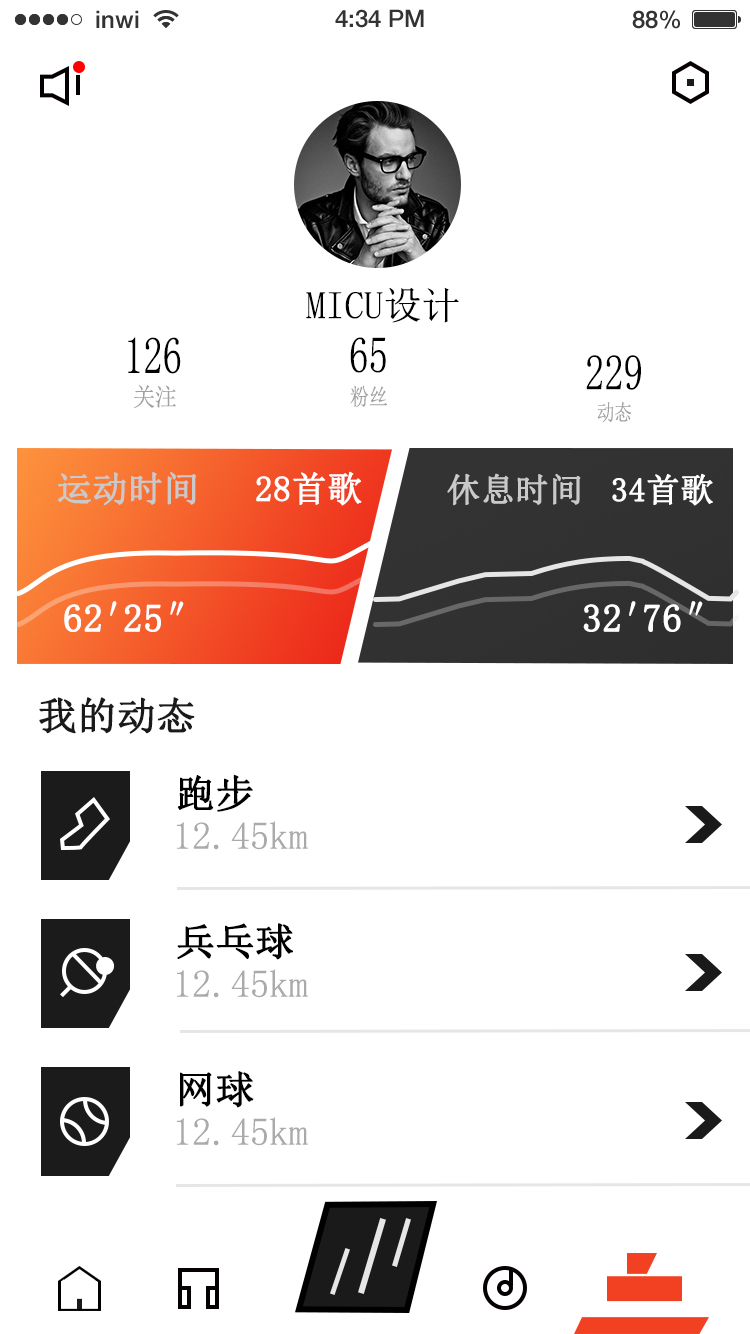 inwi 4:34 PM 88%
MICU设计
126 65 229
关注 粉丝 动态
运动时间 28首歌 休息时间 34首歌
62′25″ 32′76″
我的动态
跑步
12.45km
兵乓球
12.45km
网球
12.45km